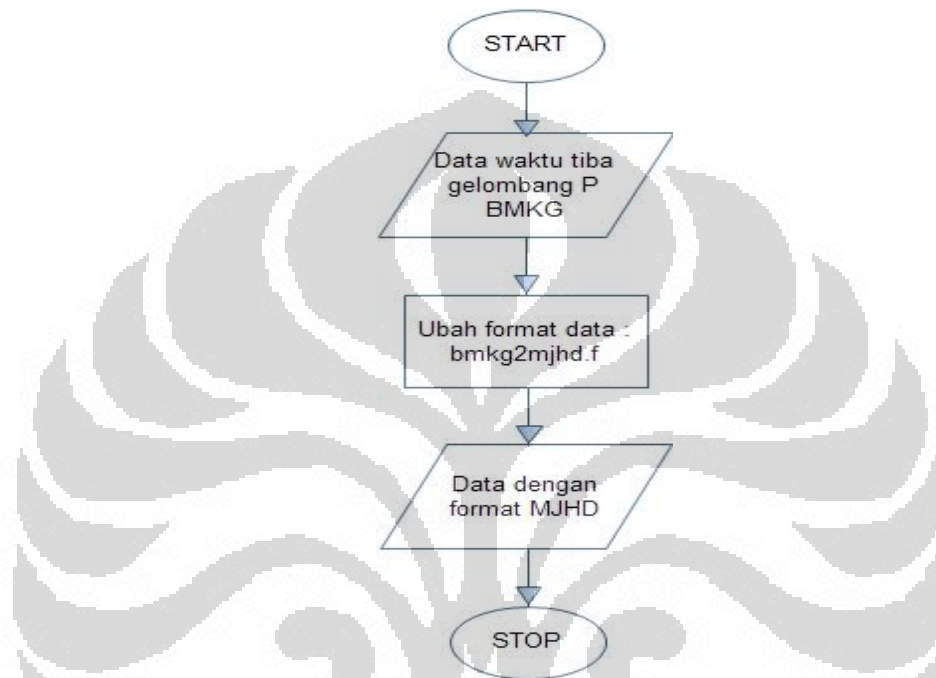 START
Data waktu tiba
gelombang P
BMKG
Ubah format data :
bmkg2mjhd.f
Data dengan
format MJHD
STOP